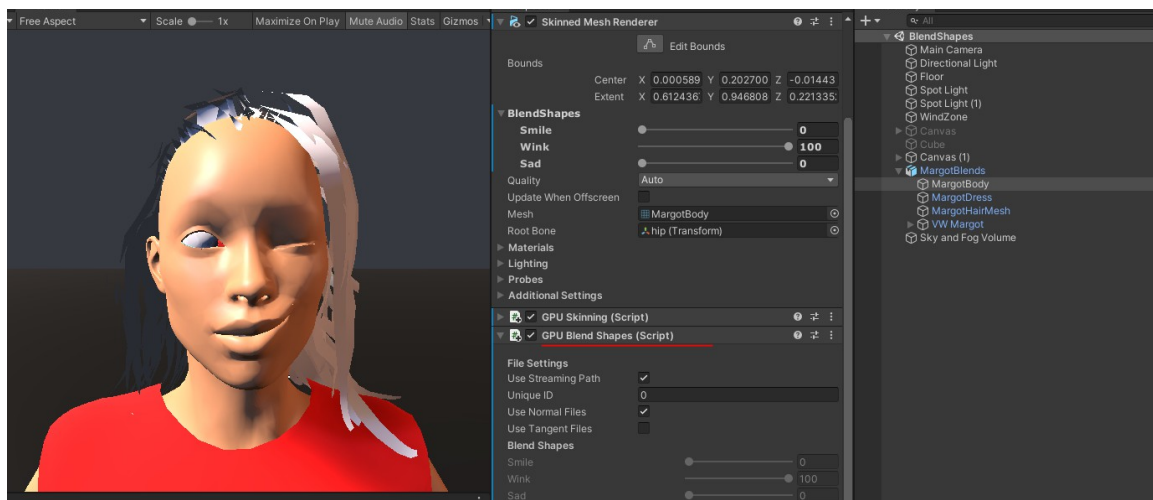 Free Aspect Scale 1x Maximize On Play Mute Audio Stats Gizmos
Skinned Mesh Renderer
Edit Bounds
Bounds
Center X 0.000589 Y 0.202700 Z -0.01443
Extent X 0.612436 Y 0.946808 Z 0.221335
BlendShapes
Smile 0
Wink 100
Sad 0
Quality Auto
Update When Offscreen
Mesh MargotBody
Root Bone hip (Transform)
Materials
Lighting
Probes
Additional Settings
GPU Skinning (Script)
GPU Blend Shapes (Script)
File Settings
Use Streaming Path
Unique ID 0
Use Normal Files
Use Tangent Files
Blend Shapes
Smile 0
Wink 100
Sad 0
All
BlendShapes
Main Camera
Directional Light
Floor
Spot Light
Spot Light (1)
WindZone
Canvas
Cube
Canvas (1)
MargotBlends
MargotBody
MargotDress
MargotHairMesh
VW Margot
Sky and Fog Volume